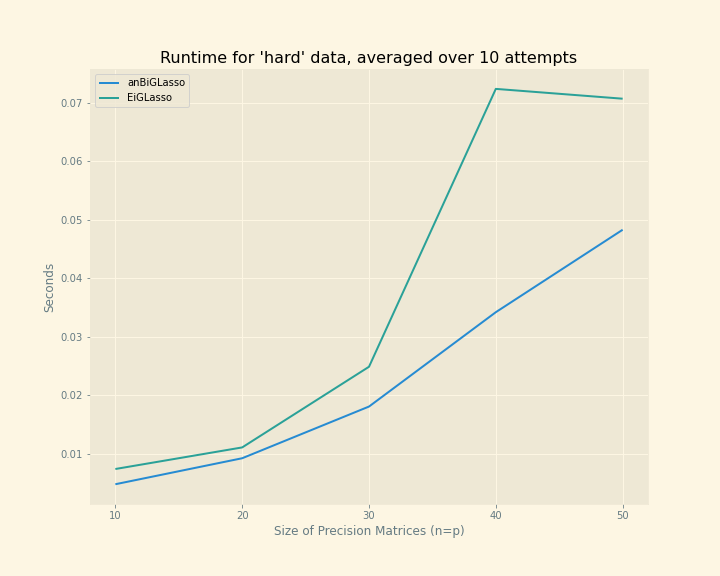 Runtime for 'hard' data, averaged over 10 attempts
anBiGLasso
EiGLasso
0.07
0.06
0.05
0.04
0.03
0.02
0.01
Seconds
10 20 30 40 50
Size of Precision Matrices (n=p)